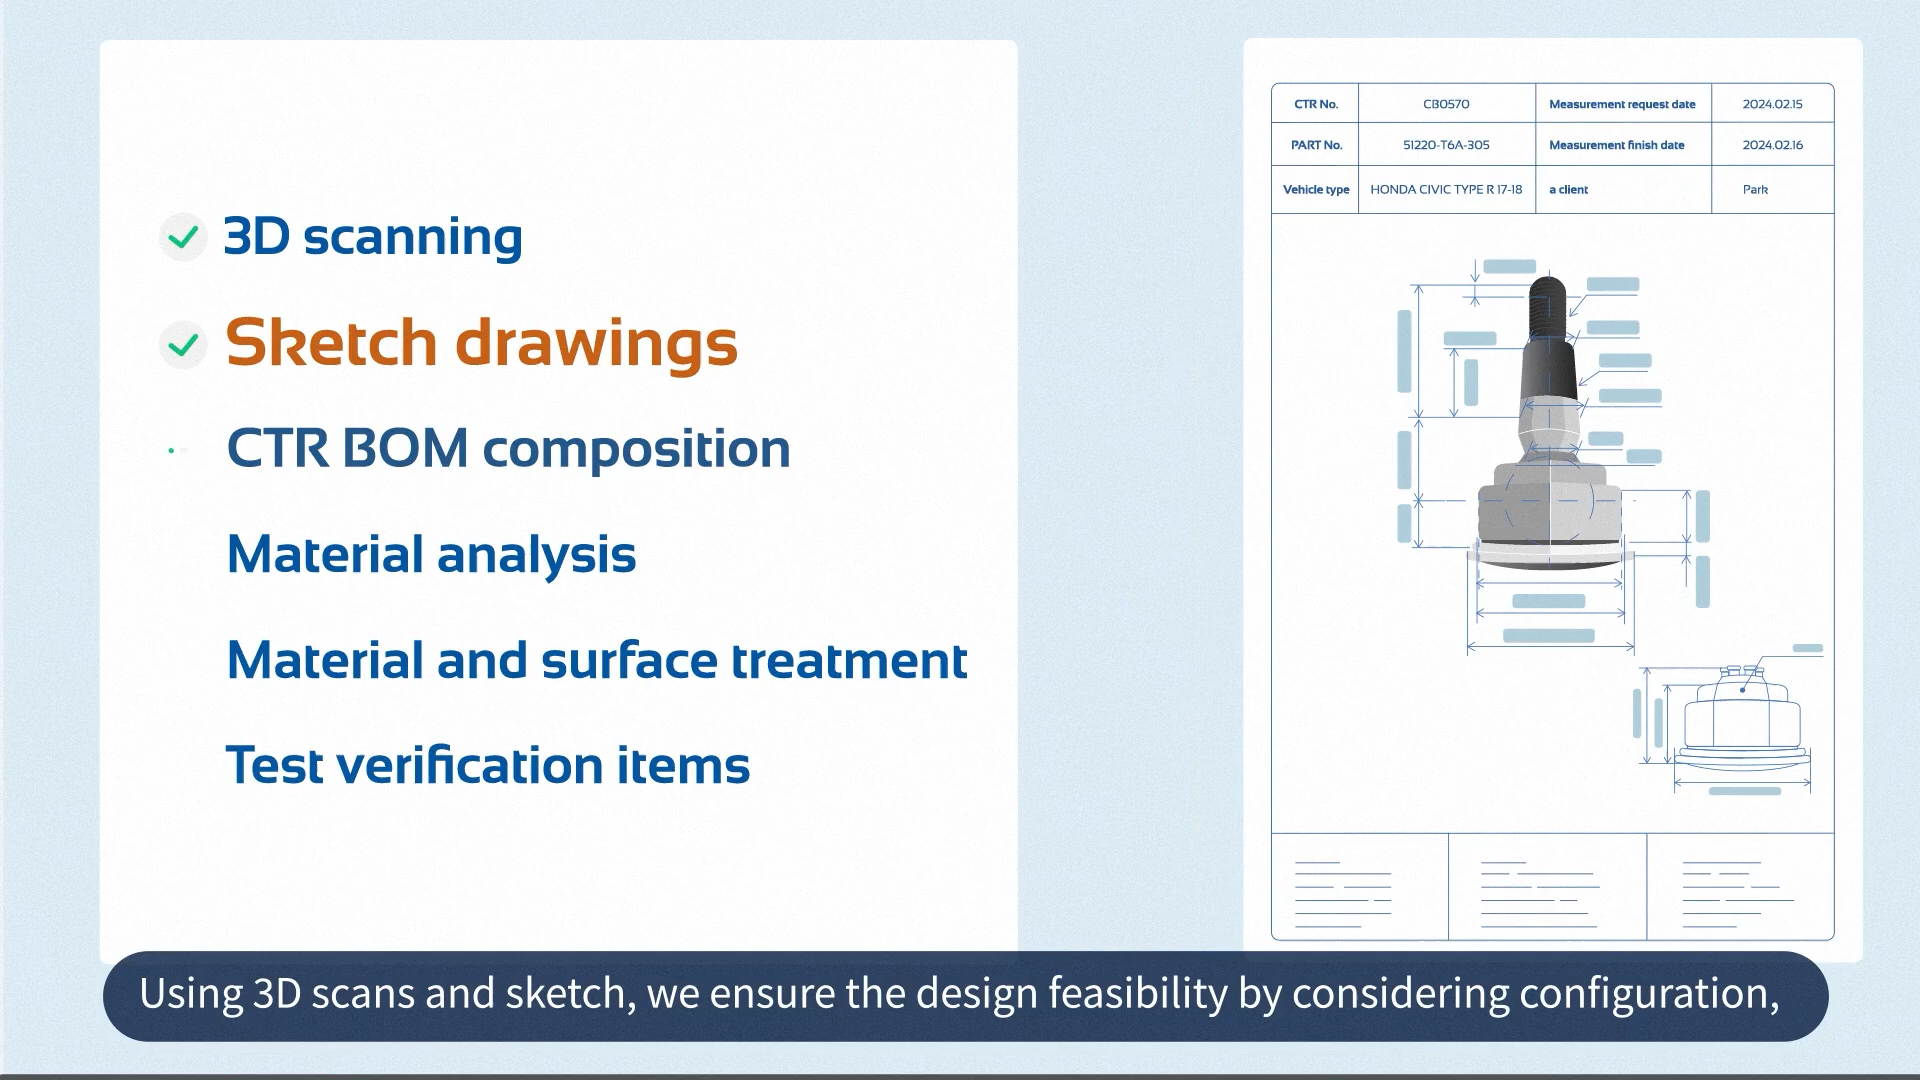 3D scanning
Sketch drawings
CTR BOM composition
Material analysis
Material and surface treatment
Test verification items
CTR No. CB0570 Measurement request date 2024.02.15
PART No. 51220-T6A-305 Measurement finish date 2024.02.16
Vehicle type HONDA CIVIC TYPE R 17-18 a client Park
Using 3D scans and sketch, we ensure the design feasibility by considering configuration,